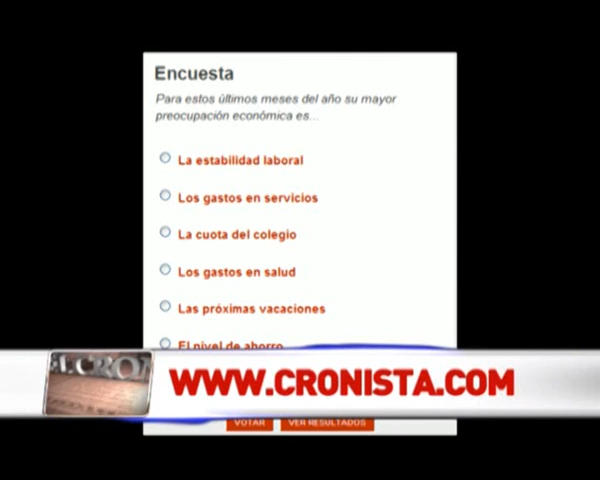 Encuesta
Para estos últimos meses del año su mayor
preocupación económica es...
La estabilidad laboral
Los gastos en servicios
La cuota del colegio
Los gastos en salud
Las próximas vacaciones
El nivel de ahorro
WWW.CRONISTA.COM
VOTAR
VER RESULTADOS